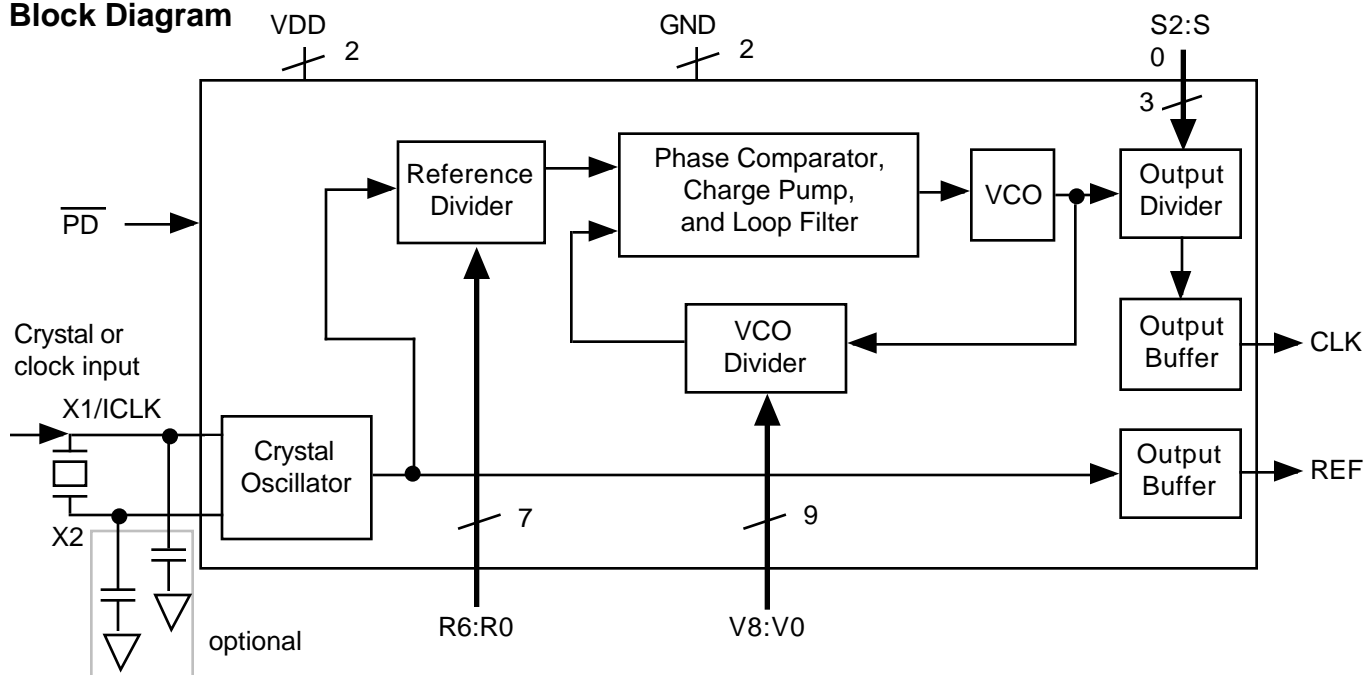 Block Diagram
VDD
2
GND
2
S2:S
0
3
Reference
Divider
Phase Comparator,
Charge Pump,
and Loop Filter
VCO
Output
Divider
PD
VCO
Divider
Output
Buffer
CLK
Crystal or
clock input
X1/ICLK
Crystal
Oscillator
Output
Buffer
REF
X2
7
9
optional
R6:R0
V8:V0